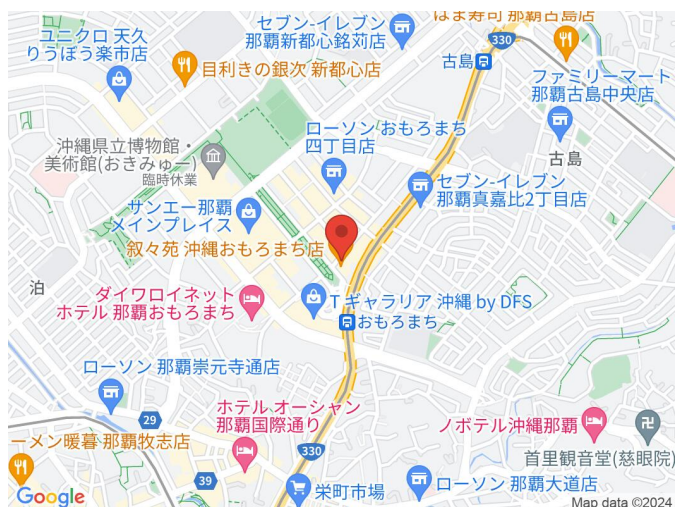 ユニクロ 天久
りうぼう楽市店
セブン-イレブン
那覇新都心銘苅店
はま寿司 那覇古島店
330
古島
目利きの銀次 新都心店
ファミリーマート
那覇古島中央店
沖縄県立博物館・
美術館(おきみゅー)
臨時休業
ローソン おもろまち
四丁目店
古島
セブン-イレブン
那覇真嘉比2丁目店
サンエー那覇
メインプレイス
叙々苑 沖縄おもろまち店
泊
ダイワロイネット
ホテル 那覇おもろまち
T ギャラリア 沖縄 by DFS
おもろまち
ローソン 那覇崇元寺通店
29
ホテル オーシャン
那覇国際通り
ノボテル沖縄那覇
ーメン暖暮 那覇牧志店
330
首里観音堂(慈眼院)
39
栄町市場
ローソン 那覇大道店
Google
Map data ©2024